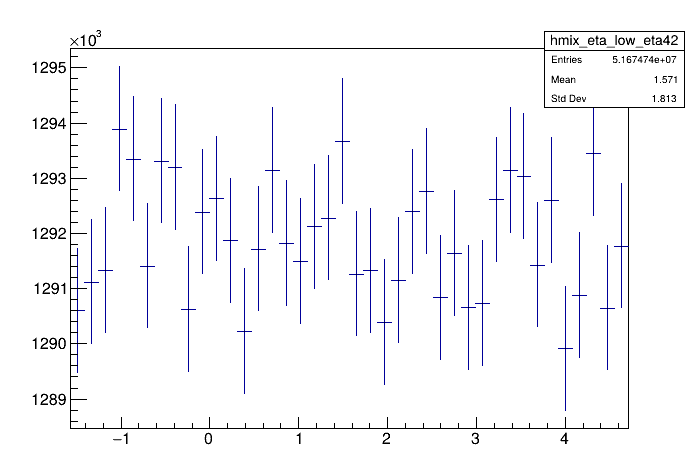 ×10³
hmix_eta_low_eta42
Entries 5.167474e+07
Mean 1.571
Std Dev 1.813
1295
1294
1293
1292
1291
1290
1289
−1 0 1 2 3 4